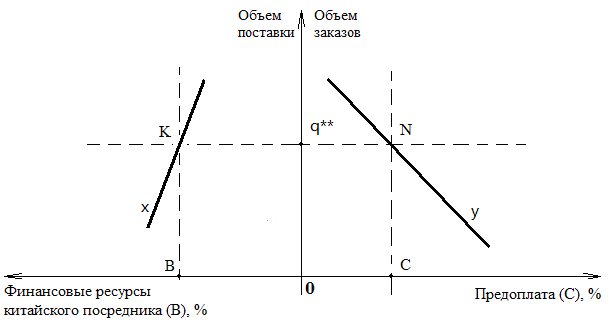 Объем
поставки
Объем
заказов
K
q**
N
x
y
B
C
0
Финансовые ресурсы
китайского посредника (В), %
Предоплата (С), %